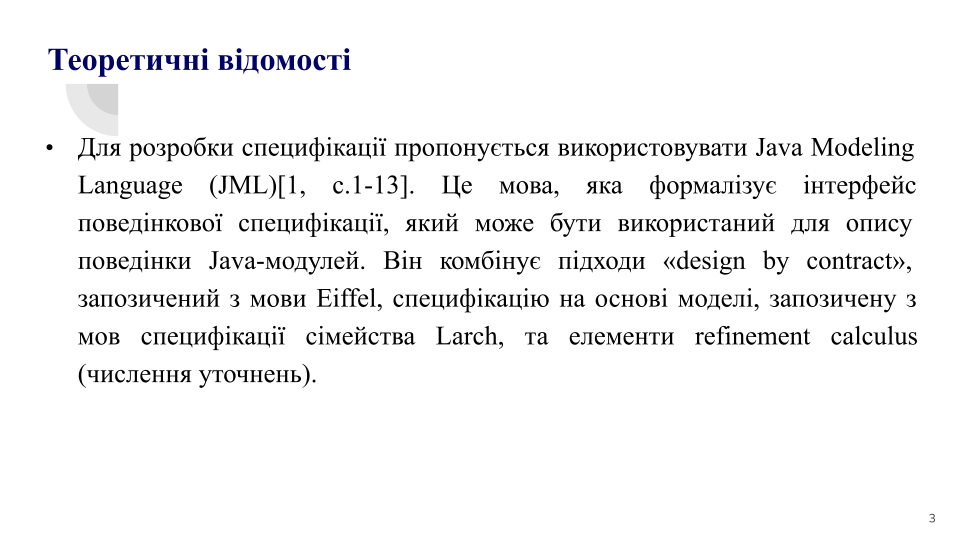 Теоретичні відомості
• Для розробки специфікації пропонується використовувати Java Modeling
Language (JML)[1, с.1-13]. Це мова, яка формалізує інтерфейс
поведінкової специфікації, який може бути використаний для опису
поведінки Java-модулей. Він комбінує підходи «design by contract»,
запозичений з мови Eiffel, специфікацію на основі моделі, запозичену з
мов специфікації сімейства Larch, та елементи refinement calculus
(числення уточнень).
3